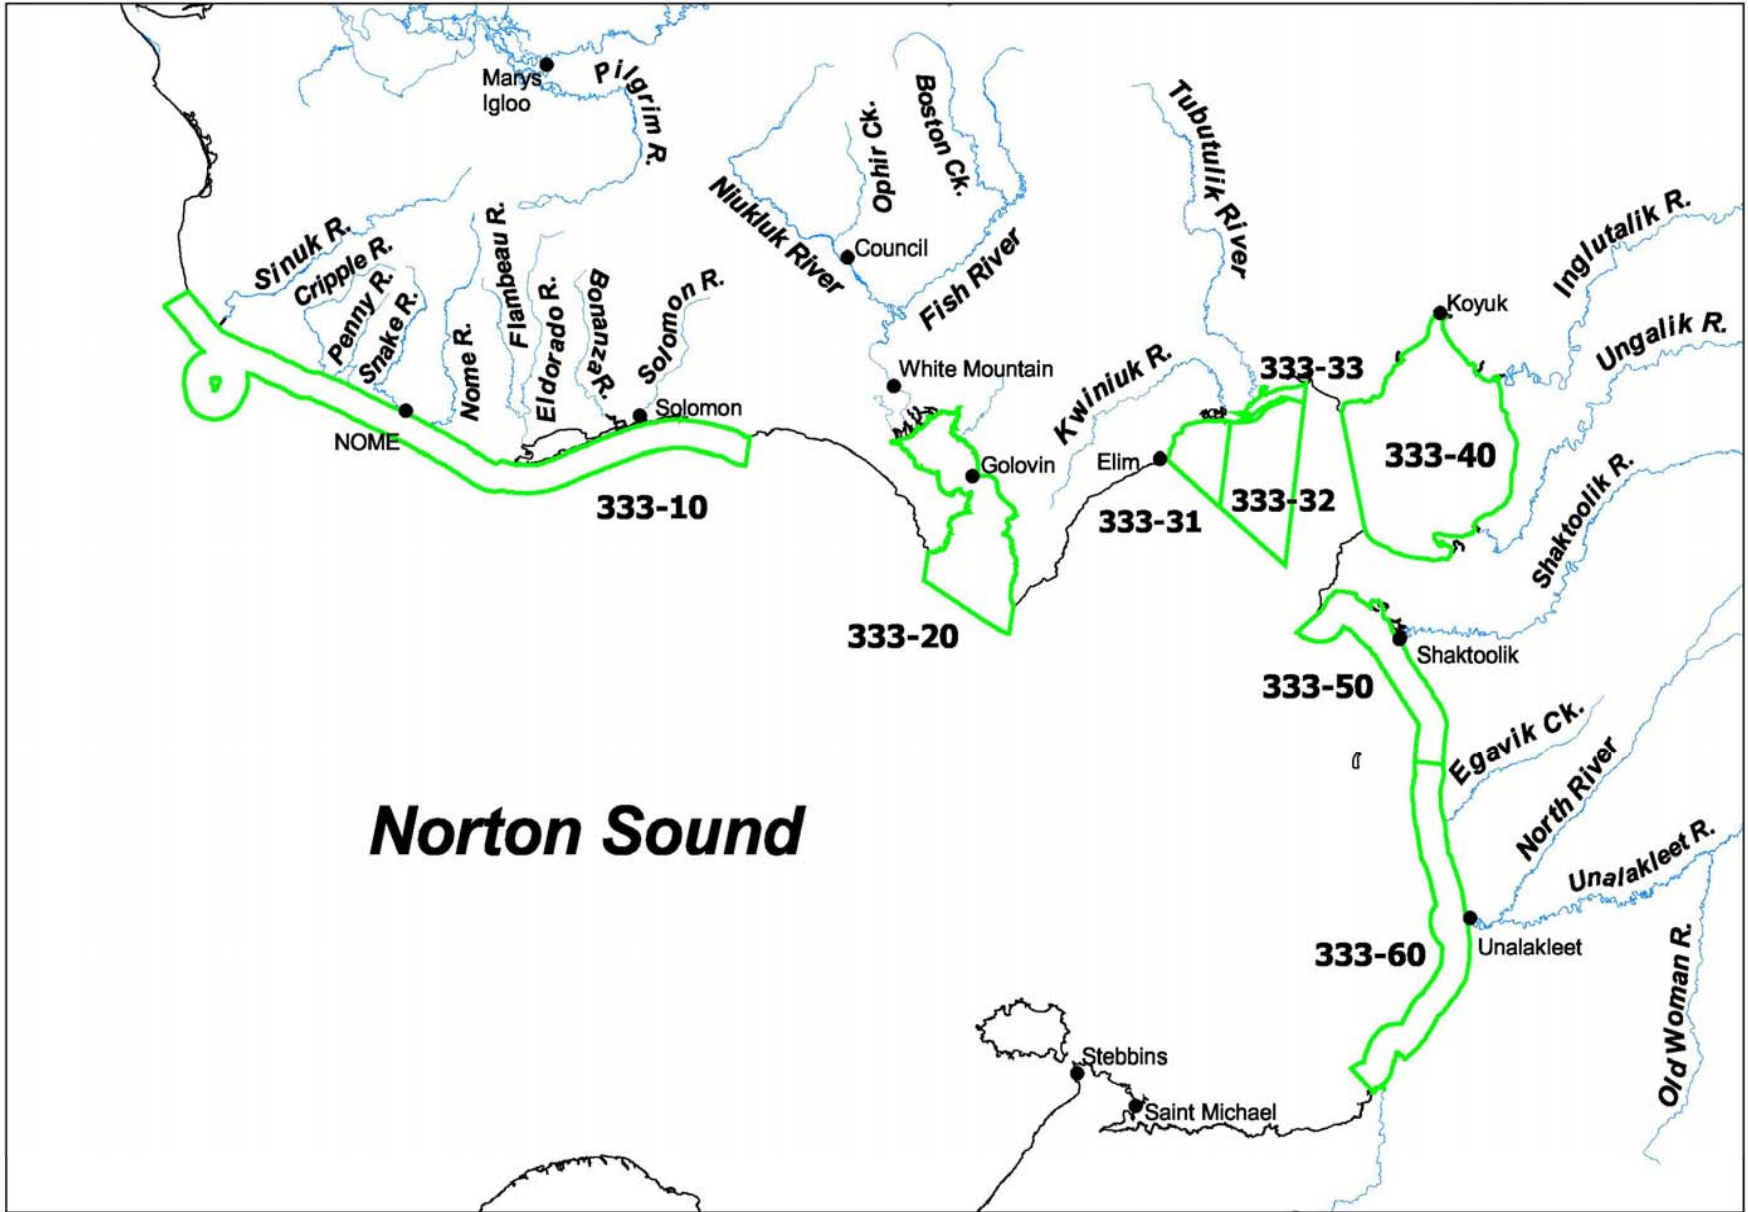 Marys
Igloo
Pilgrim R.
Boston Ck.
Ophir Ck.
Tubutulik River
Niukluk River
Council
Fish River
Sinuk R.
Cripple R.
Penny R.
Snake R.
Nome R.
Flambeau R.
Eldorado R.
Bonanza R.
Solomon R.
Inglutalik R.
Koyuk
Ungalik R.
White Mountain
Kwiniuk R.
333-33
Solomon
NOME
Golovin
Elim
333-40
333-10
333-31
333-32
Shaktoolik R.
333-20
Shaktoolik
333-50
Egavik Ck.
North River
Norton Sound
Unalakleet R.
333-60
Unalakleet
Old Woman R.
Stebbins
Saint Michael